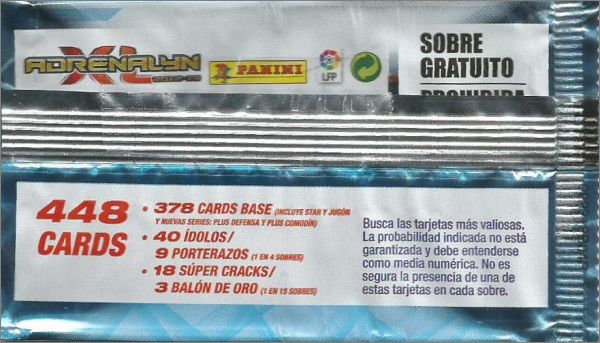 ADRENALYN
XL
PANINI
LFP
SOBRE
GRATUITO
PROHIBIDA
448
CARDS
• 378 CARDS BASE (INCLUYE STAR Y JUGÓN
Y NUEVAS SERIES: PLUS DEFENSA Y PLUS COMODÍN)
• 40 ÍDOLOS/
9 PORTERAZOS (1 EN 4 SOBRES)
• 18 SÚPER CRACKS/
3 BALÓN DE ORO (1 EN 15 SOBRES)
Busca las tarjetas más valiosas.
La probabilidad indicada no está
garantizada y debe entenderse
como media numérica. No es
segura la presencia de una de
estas tarjetas en cada sobre.